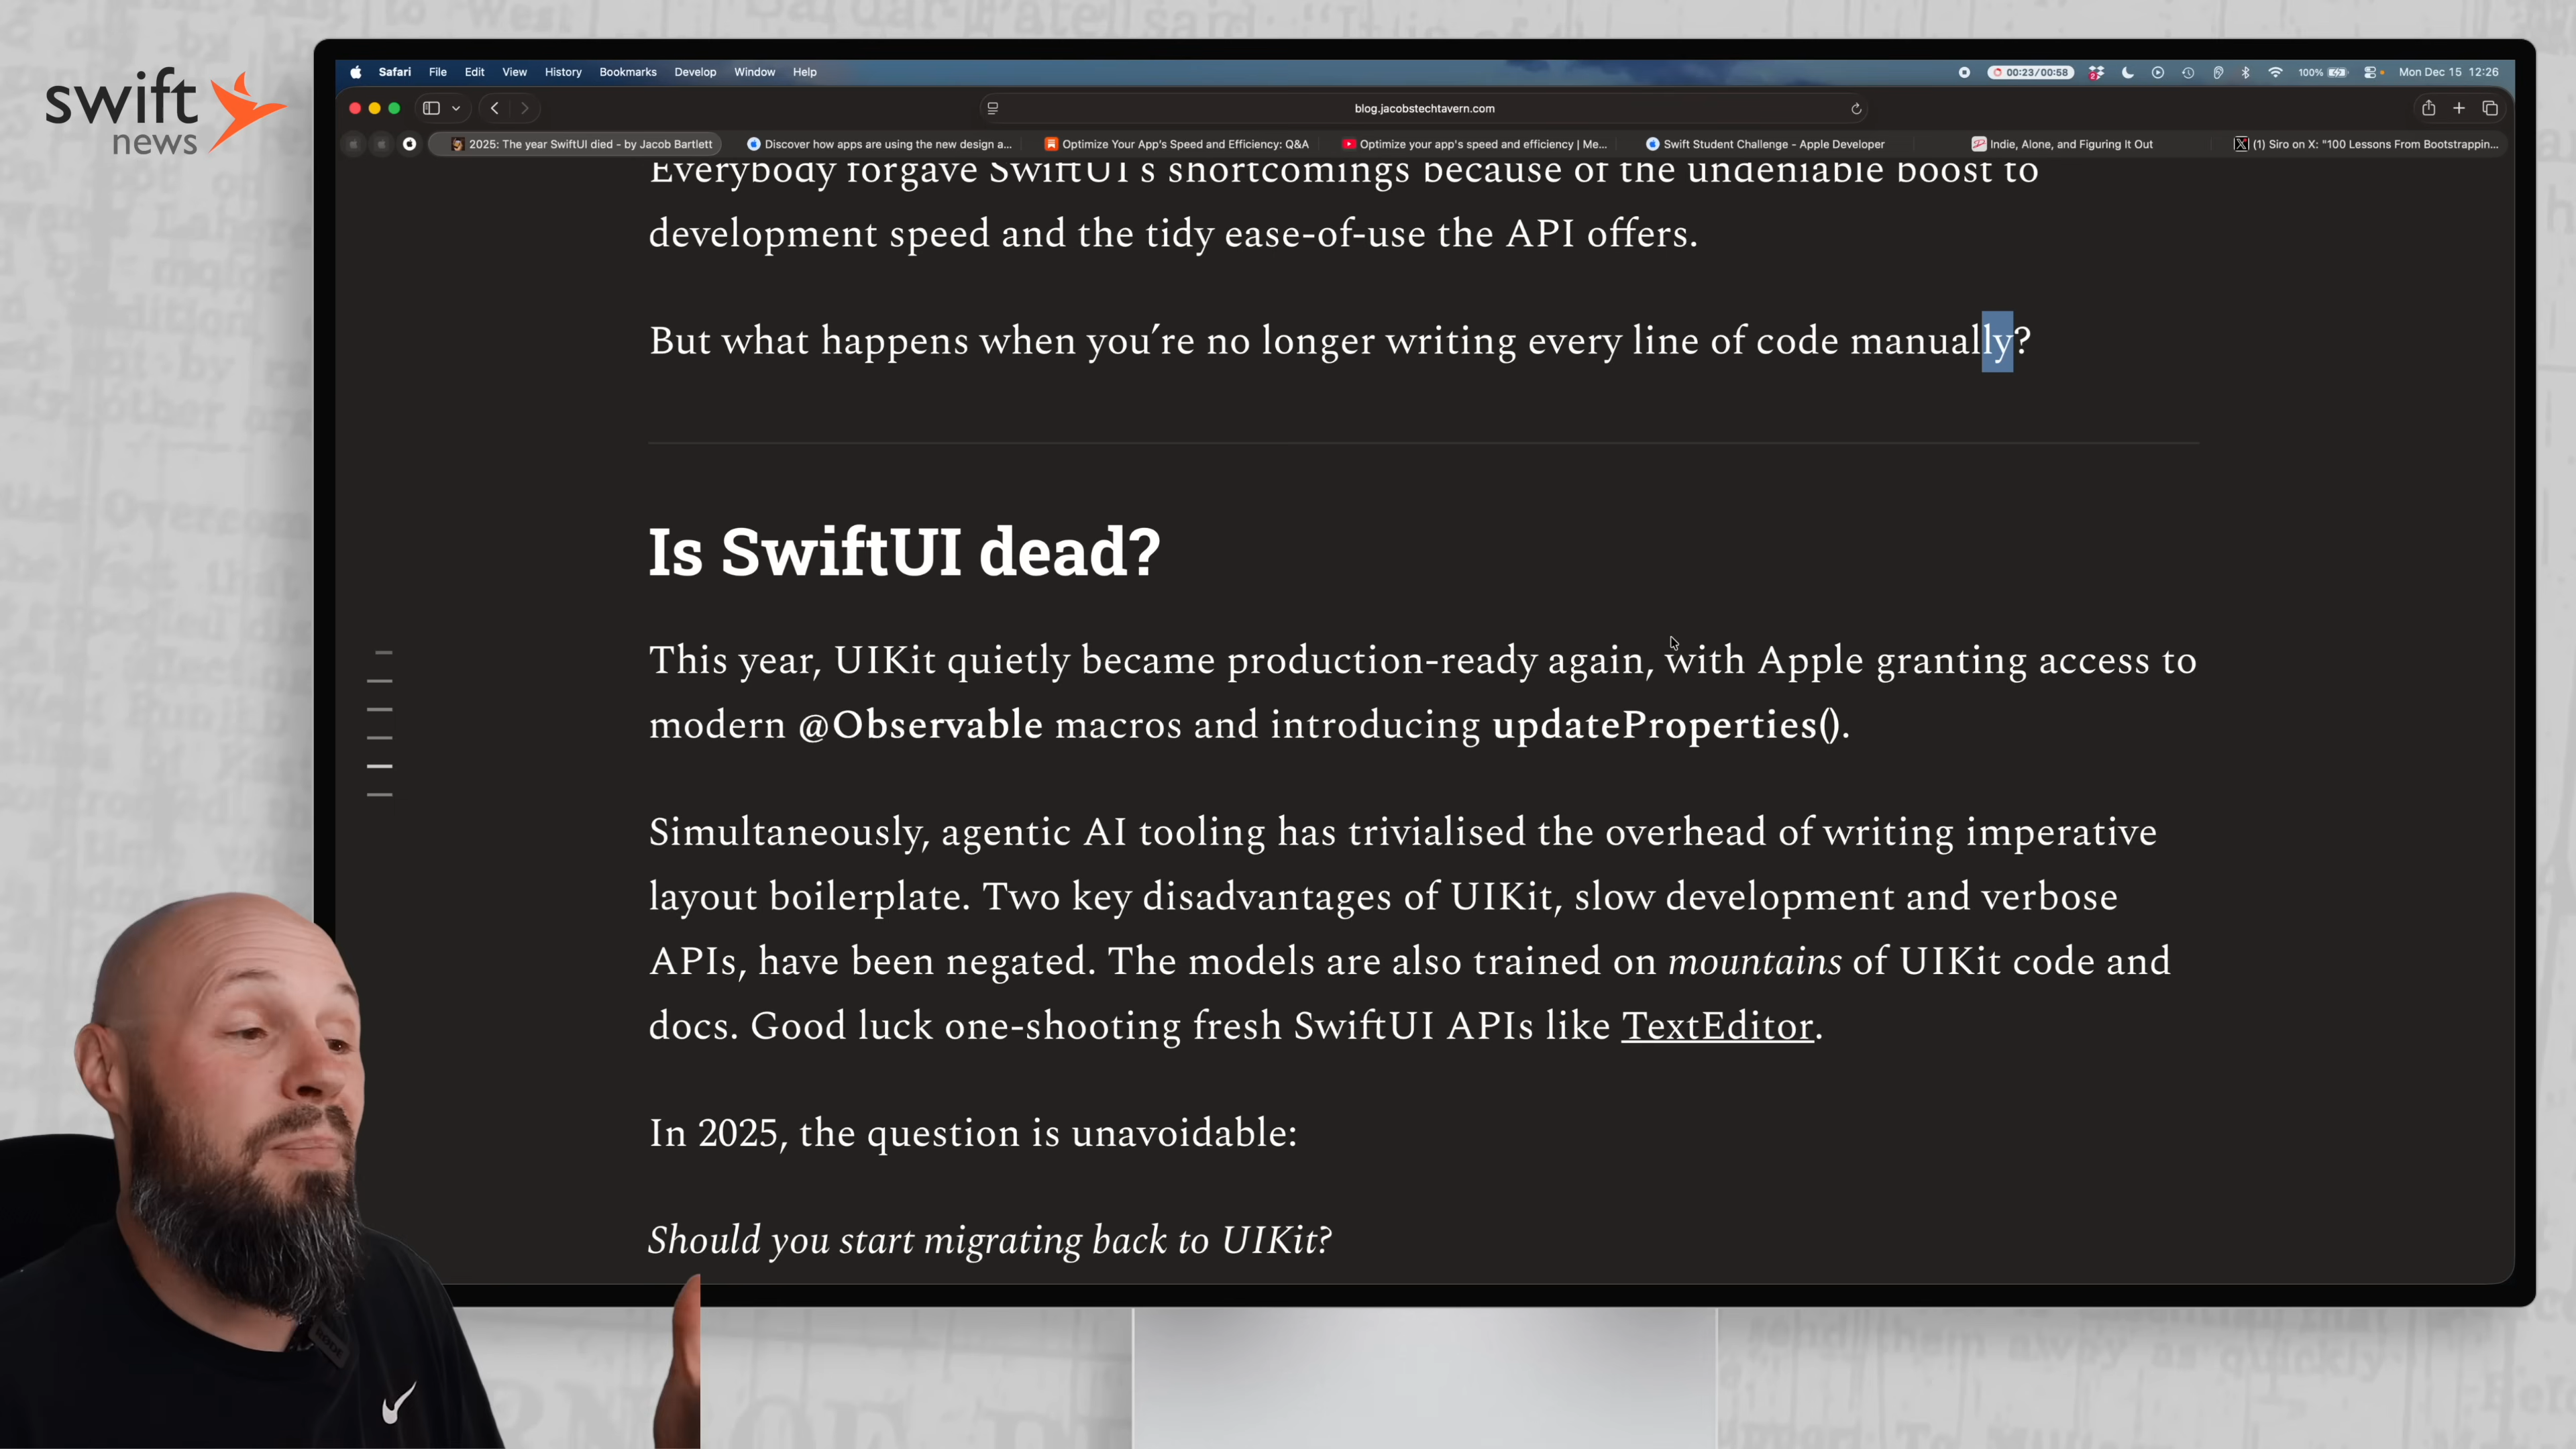 swift
news
Safari File Edit View History Bookmarks Develop Window Help
00:23/00:58 2 100% Mon Dec 15 12:26
blog.jacobstechtavern.com
2025: The year SwiftUI died - by Jacob Bartlett
Discover how apps are using the new design a...
Optimize Your App's Speed and Efficiency: Q&A
Optimize your app's speed and efficiency | Me...
Swift Student Challenge - Apple Developer
Indie, Alone, and Figuring It Out
(1) Siro on X: "100 Lessons From Bootstrappin...
Everybody forgave SwiftUI's shortcomings because of the undeniable boost to
development speed and the tidy ease-of-use the API offers.
But what happens when you're no longer writing every line of code manually?
Is SwiftUI dead?
This year, UIKit quietly became production-ready again, with Apple granting access to
modern @Observable macros and introducing updateProperties().
Simultaneously, agentic AI tooling has trivialised the overhead of writing imperative
layout boilerplate. Two key disadvantages of UIKit, slow development and verbose
APIs, have been negated. The models are also trained on mountains of UIKit code and
docs. Good luck one-shooting fresh SwiftUI APIs like TextEditor.
In 2025, the question is unavoidable:
Should you start migrating back to UIKit?